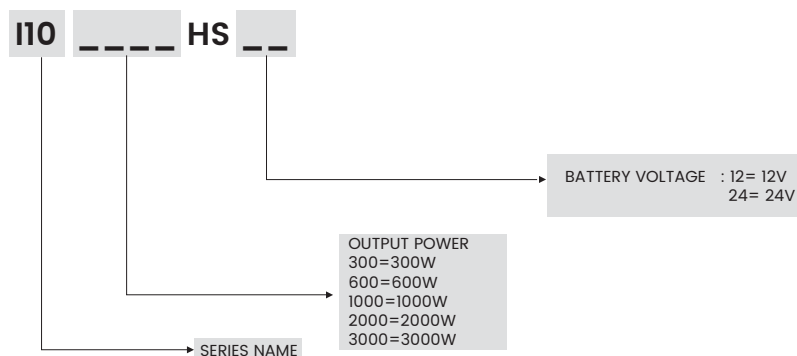 I10 _ _ _ _ HS _ _
BATTERY VOLTAGE : 12= 12V
24= 24V
OUTPUT POWER
300=300W
600=600W
1000=1000W
2000=2000W
3000=3000W
SERIES NAME